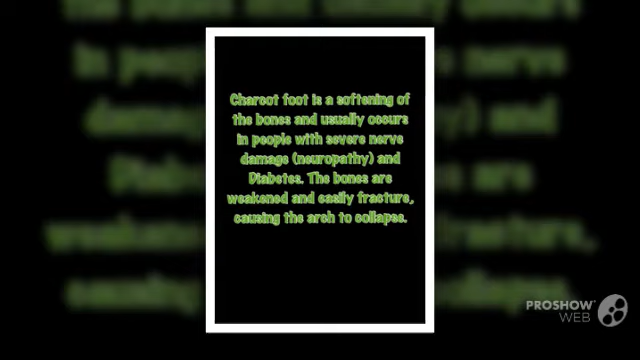 Charcot foot is a softening of
the bones and usually occurs
in people with severe nerve
damage (neuropathy) and
Diabetes. The bones are
weakened and easily fracture,
causing the arch to collapse.
PROSHOW
WEB